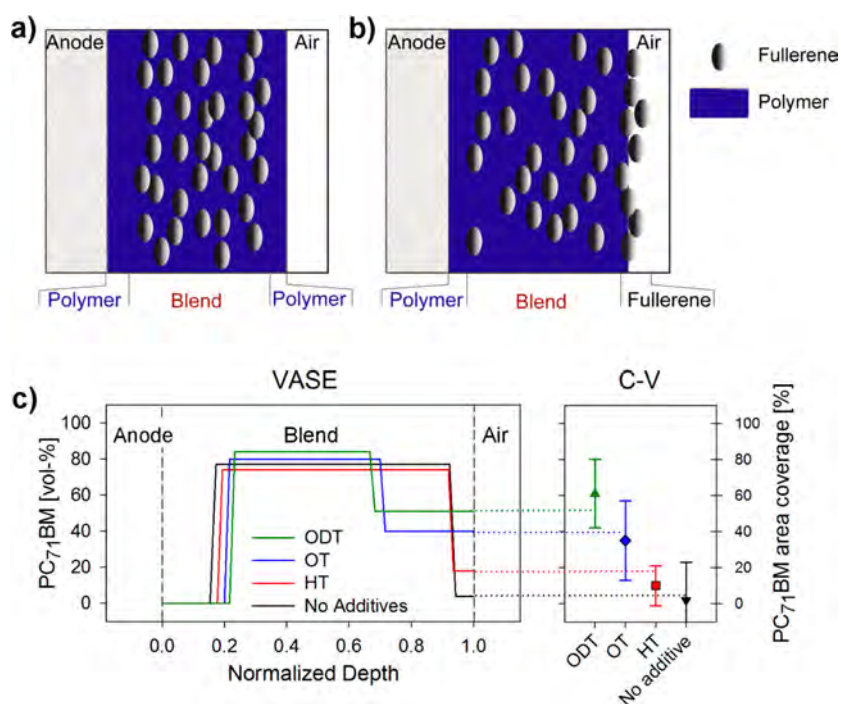 a)
Anode
Air
Polymer
Blend
Polymer
b)
Anode
Air
Polymer
Blend
Fullerene
Fullerene
Polymer
c)
VASE
C-V
PC71BM [vol-%]
100
80
60
40
20
0
Anode
Blend
Air
ODT
OT
HT
No Additives
0.0 0.2 0.4 0.6 0.8 1.0
Normalized Depth
100
80
60
40
20
0
PC71BM area coverage [%]
ODT
OT
HT
No additive